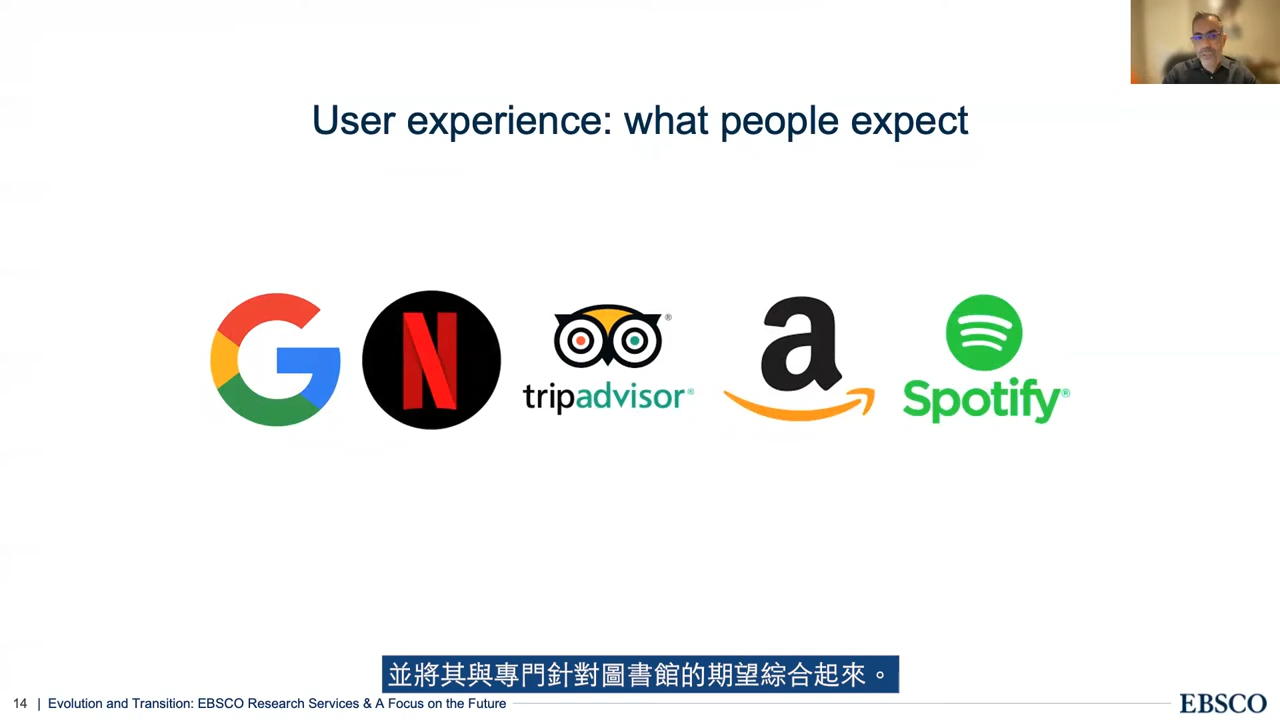 User experience: what people expect
G
N
tripadvisor®
a
Spotify®
並將其與專門針對圖書館的期望綜合起來。
14 | Evolution and Transition: EBSCO Research Services & A Focus on the Future
EBSCO